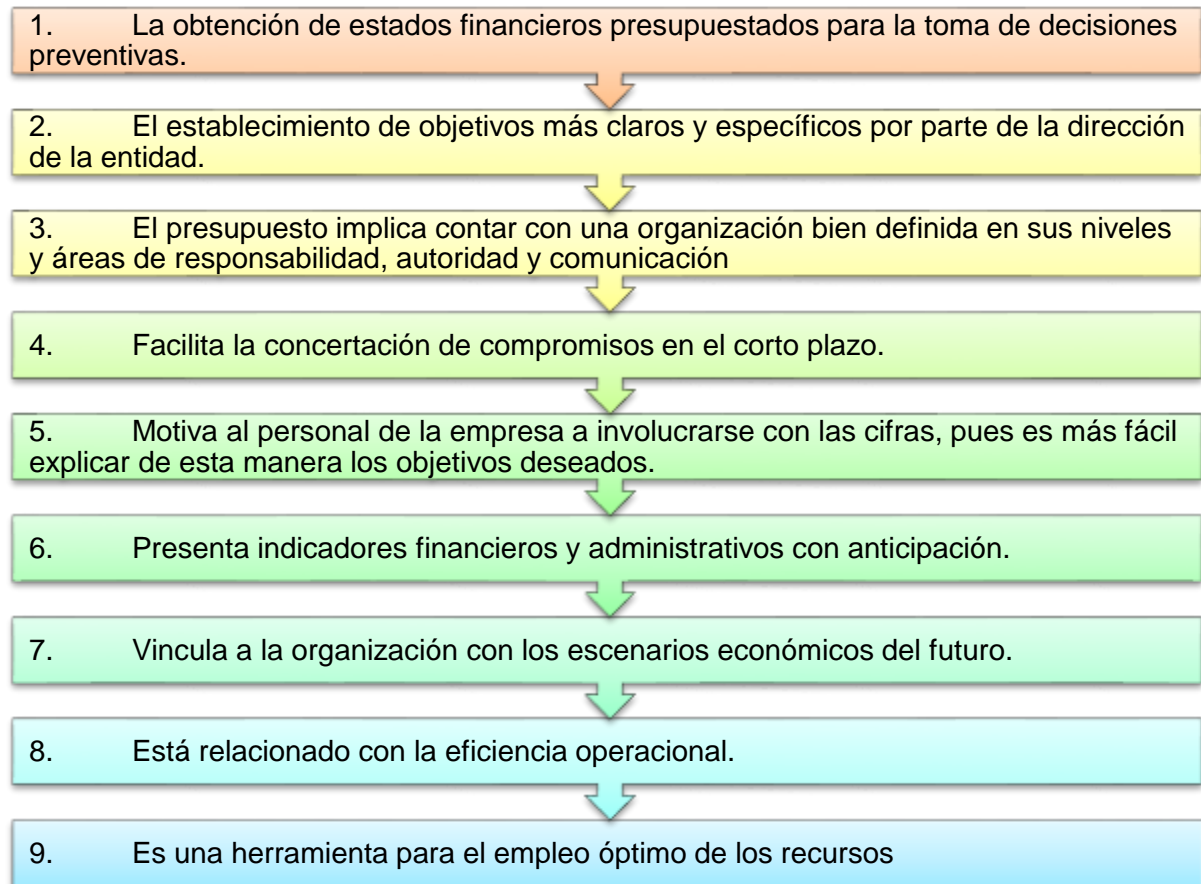 1. La obtención de estados financieros presupuestados para la toma de decisiones
preventivas.
2. El establecimiento de objetivos más claros y específicos por parte de la dirección
de la entidad.
3. El presupuesto implica contar con una organización bien definida en sus niveles
y áreas de responsabilidad, autoridad y comunicación
4. Facilita la concertación de compromisos en el corto plazo.
5. Motiva al personal de la empresa a involucrarse con las cifras, pues es más fácil
explicar de esta manera los objetivos deseados.
6. Presenta indicadores financieros y administrativos con anticipación.
7. Vincula a la organización con los escenarios económicos del futuro.
8. Está relacionado con la eficiencia operacional.
9. Es una herramienta para el empleo óptimo de los recursos